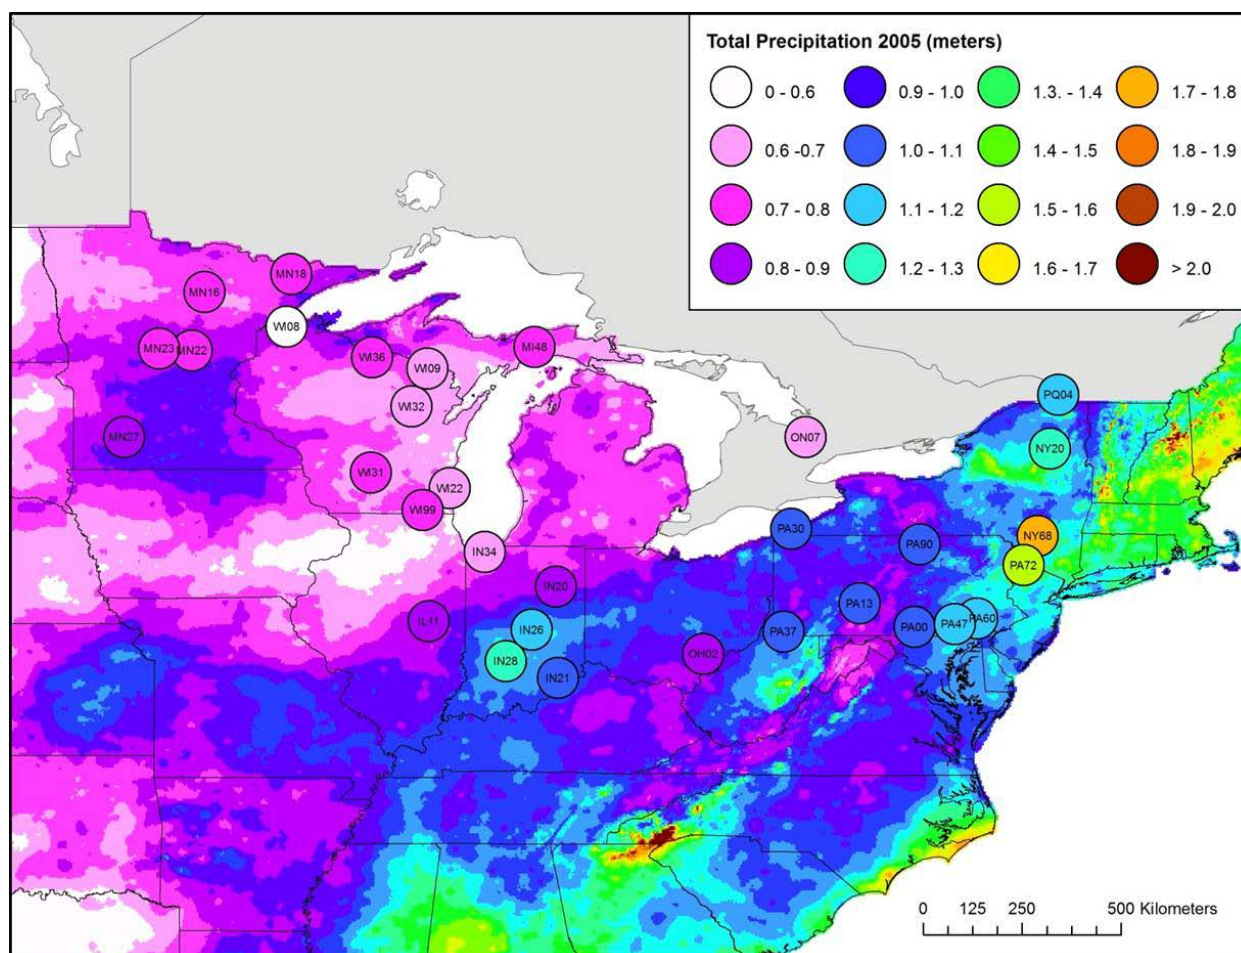 Total Precipitation 2005 (meters)
0 - 0.6
0.9 - 1.0
1.3. - 1.4
1.7 - 1.8
0.6 -0.7
1.0 - 1.1
1.4 - 1.5
1.8 - 1.9
0.7 - 0.8
1.1 - 1.2
1.5 - 1.6
1.9 - 2.0
0.8 - 0.9
1.2 - 1.3
1.6 - 1.7
> 2.0
MN18
MN16
WI08
MN23
MN22
WI36
MI48
WI09
WI32
PQ04
MN27
ON07
NY20
WI31
WI22
WI99
PA30
IN34
PA90
NY68
PA72
IN20
PA13
IL11
IN26
PA37
PA00
PA47
PA60
IN28
OH02
IN21
0 125 250 500 Kilometers